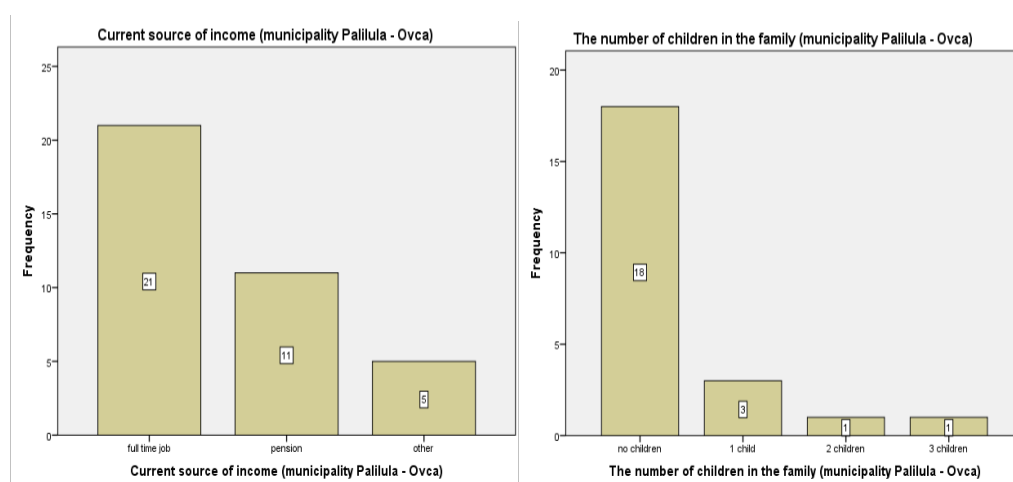 Current source of income (municipality Palilula - Ovca)
Frequency
25
20
15
10
5
0
21
11
5
full time job
pension
other
Current source of income (municipality Palilula - Ovca)
The number of children in the family (municipality Palilula - Ovca)
Frequency
20
15
10
5
0
18
3
1
1
no children
1 child
2 children
3 children
The number of children in the family (municipality Palilula - Ovca)